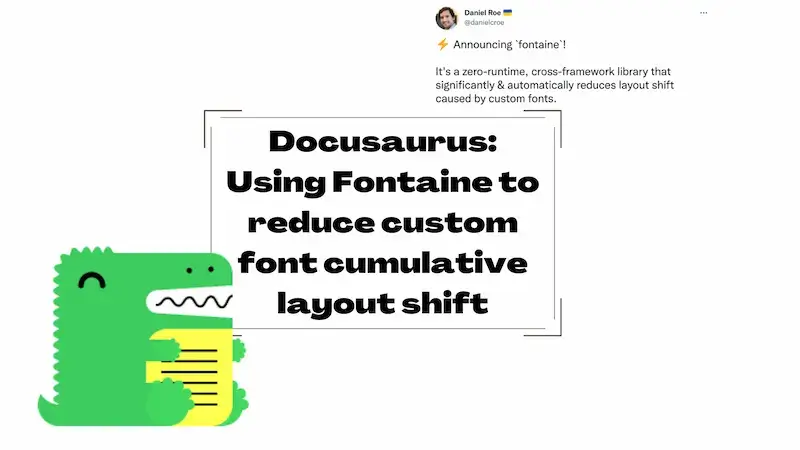 Daniel Roe 🇺🇦
@danielcroe
...
⚡ Announcing `fontaine`!
It's a zero-runtime, cross-framework library that
significantly & automatically reduces layout shift
caused by custom fonts.
Docusaurus:
Using Fontaine to
reduce custom
font cumulative
layout shift